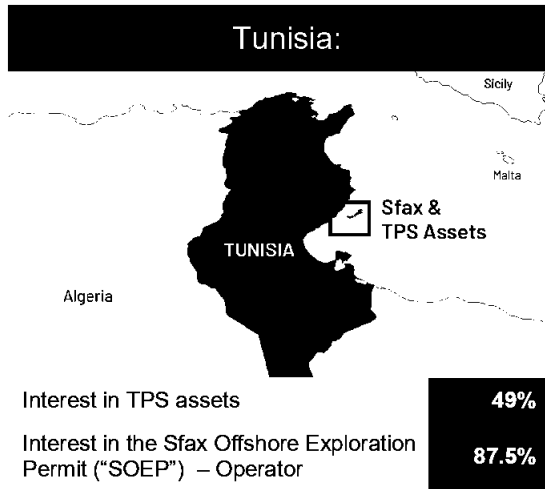 Tunisia:
Sicily
Malta
Sfax &
TPS Assets
TUNISIA
Algeria
Interest in TPS assets 49%
Interest in the Sfax Offshore Exploration
Permit (“SOEP”) – Operator 87.5%